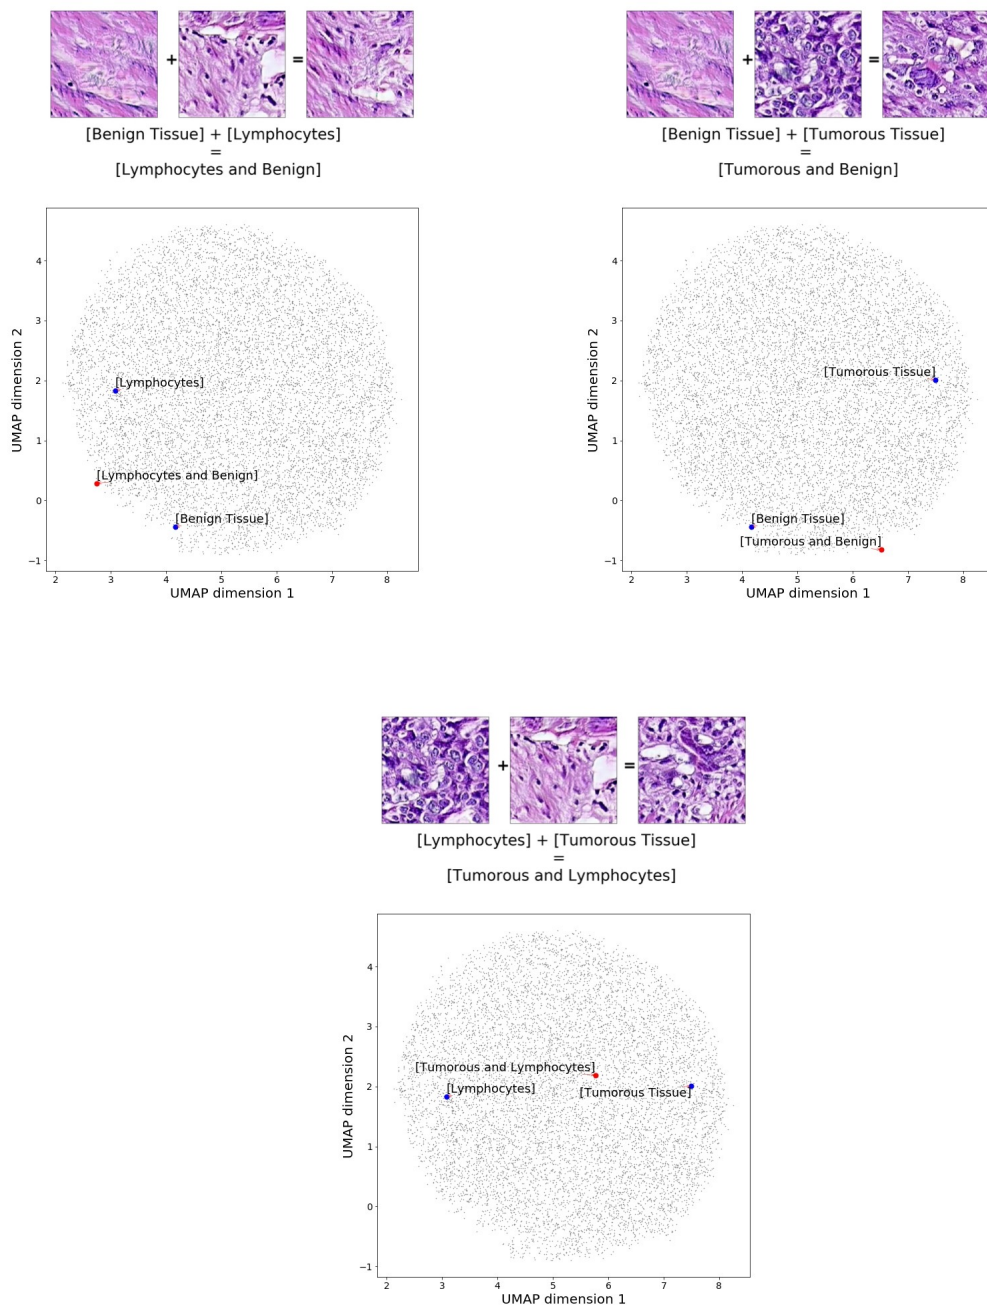 + =
[Benign Tissue] + [Lymphocytes]
=
[Lymphocytes and Benign]
4
3
2
1
0
−1
UMAP dimension 2
[Lymphocytes]
[Lymphocytes and Benign]
[Benign Tissue]
2 3 4 5 6 7 8
UMAP dimension 1
+ =
[Benign Tissue] + [Tumorous Tissue]
=
[Tumorous and Benign]
4
3
2
1
0
−1
UMAP dimension 2
[Tumorous Tissue]
[Benign Tissue]
[Tumorous and Benign]
2 3 4 5 6 7 8
UMAP dimension 1
+ =
[Lymphocytes] + [Tumorous Tissue]
=
[Tumorous and Lymphocytes]
4
3
2
1
0
−1
UMAP dimension 2
[Tumorous and Lymphocytes]
[Lymphocytes]
[Tumorous Tissue]
2 3 4 5 6 7 8
UMAP dimension 1